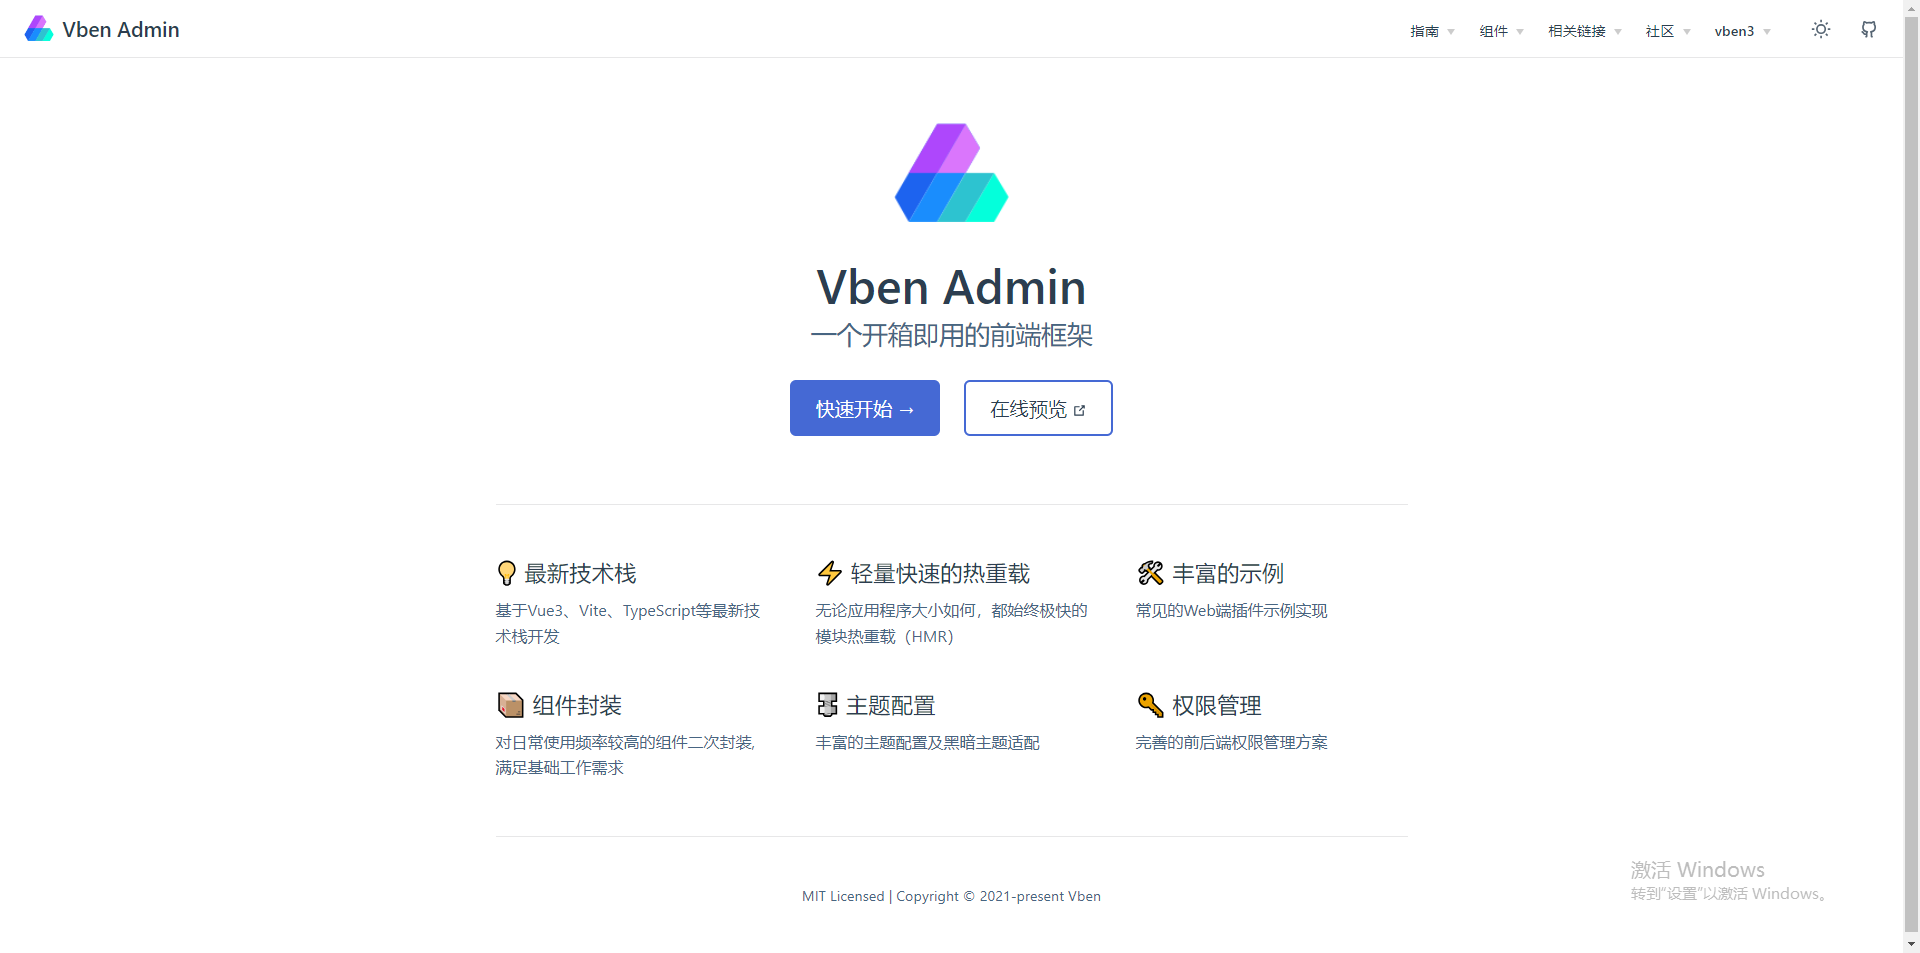 Vben Admin
指南 组件 相关链接 社区 vben3
Vben Admin
一个开箱即用的前端框架
快速开始 → 在线预览
最新技术栈
基于Vue3、Vite、TypeScript等最新技
术栈开发
轻量快速的热重载
无论应用程序大小如何，都始终极快的
模块热重载（HMR）
丰富的示例
常见的Web端插件示例实现
组件封装
对日常使用频率较高的组件二次封装,
满足基础工作需求
主题配置
丰富的主题配置及黑暗主题适配
权限管理
完善的前后端权限管理方案
MIT Licensed | Copyright © 2021-present Vben
激活 Windows
转到"设置"以激活 Windows。